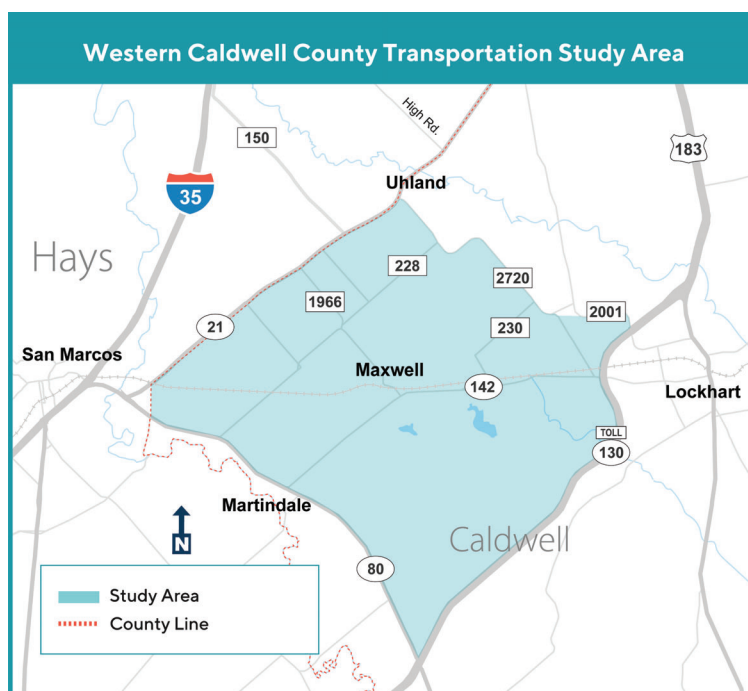 Western Caldwell County Transportation Study Area
High Rd.
150
183
Uhland
35
Hays
228
2720
1966
2001
21
230
San Marcos
Maxwell
142
Lockhart
TOLL
130
Martindale
Caldwell
N
80
Study Area
County Line